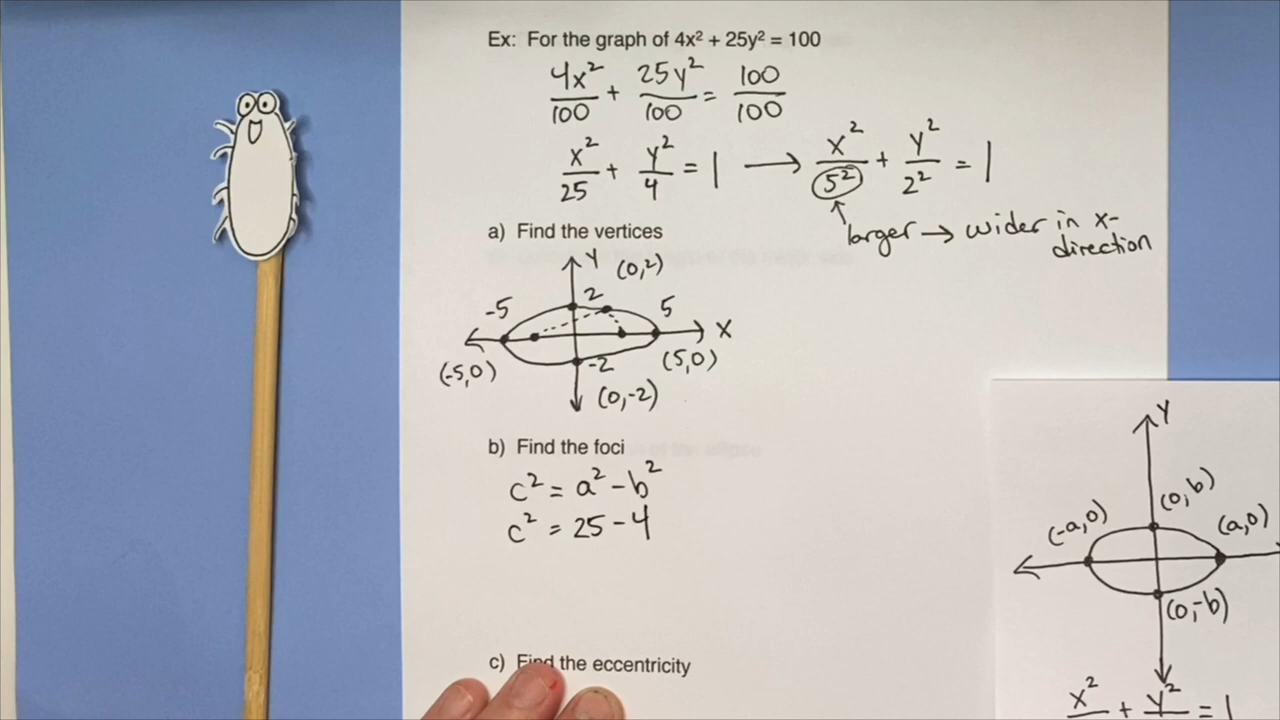 Ex: For the graph of 4x² + 25y² = 100
4x²/100 + 25y²/100 = 100/100
x²/25 + y²/4 = 1 → x²/5² + y²/2² = 1
larger → wider in x-
direction
a) Find the vertices
Y (0,2)
-5 2 5
X
(-5,0) -2 (5,0)
(0,-2)
b) Find the foci
c² = a² - b²
c² = 25 - 4
c) Find the eccentricity
Y
(0,b)
(-a,0) (a,0)
(0,-b)
x² + y² = 1